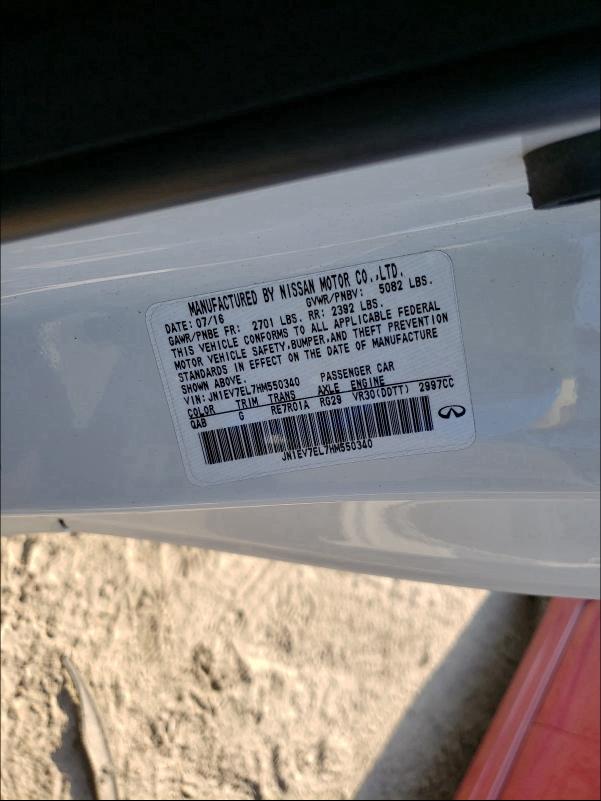 MANUFACTURED BY NISSAN MOTOR CO.,LTD.
DATE: 07/16 GVWR/PNBV: 5082 LBS.
GAWR/PNBE FR: 2701 LBS. RR: 2392 LBS.
THIS VEHICLE CONFORMS TO ALL APPLICABLE FEDERAL
MOTOR VEHICLE SAFETY,BUMPER,AND THEFT PREVENTION
STANDARDS IN EFFECT ON THE DATE OF MANUFACTURE
SHOWN ABOVE.
VIN: JN1EV7EL7HM550340 PASSENGER CAR
COLOR TRIM TRANS AXLE ENGINE
QAB G RE7R01A RG29 VR30(DDTT) 2997CC
JN1EV7EL7HM550340